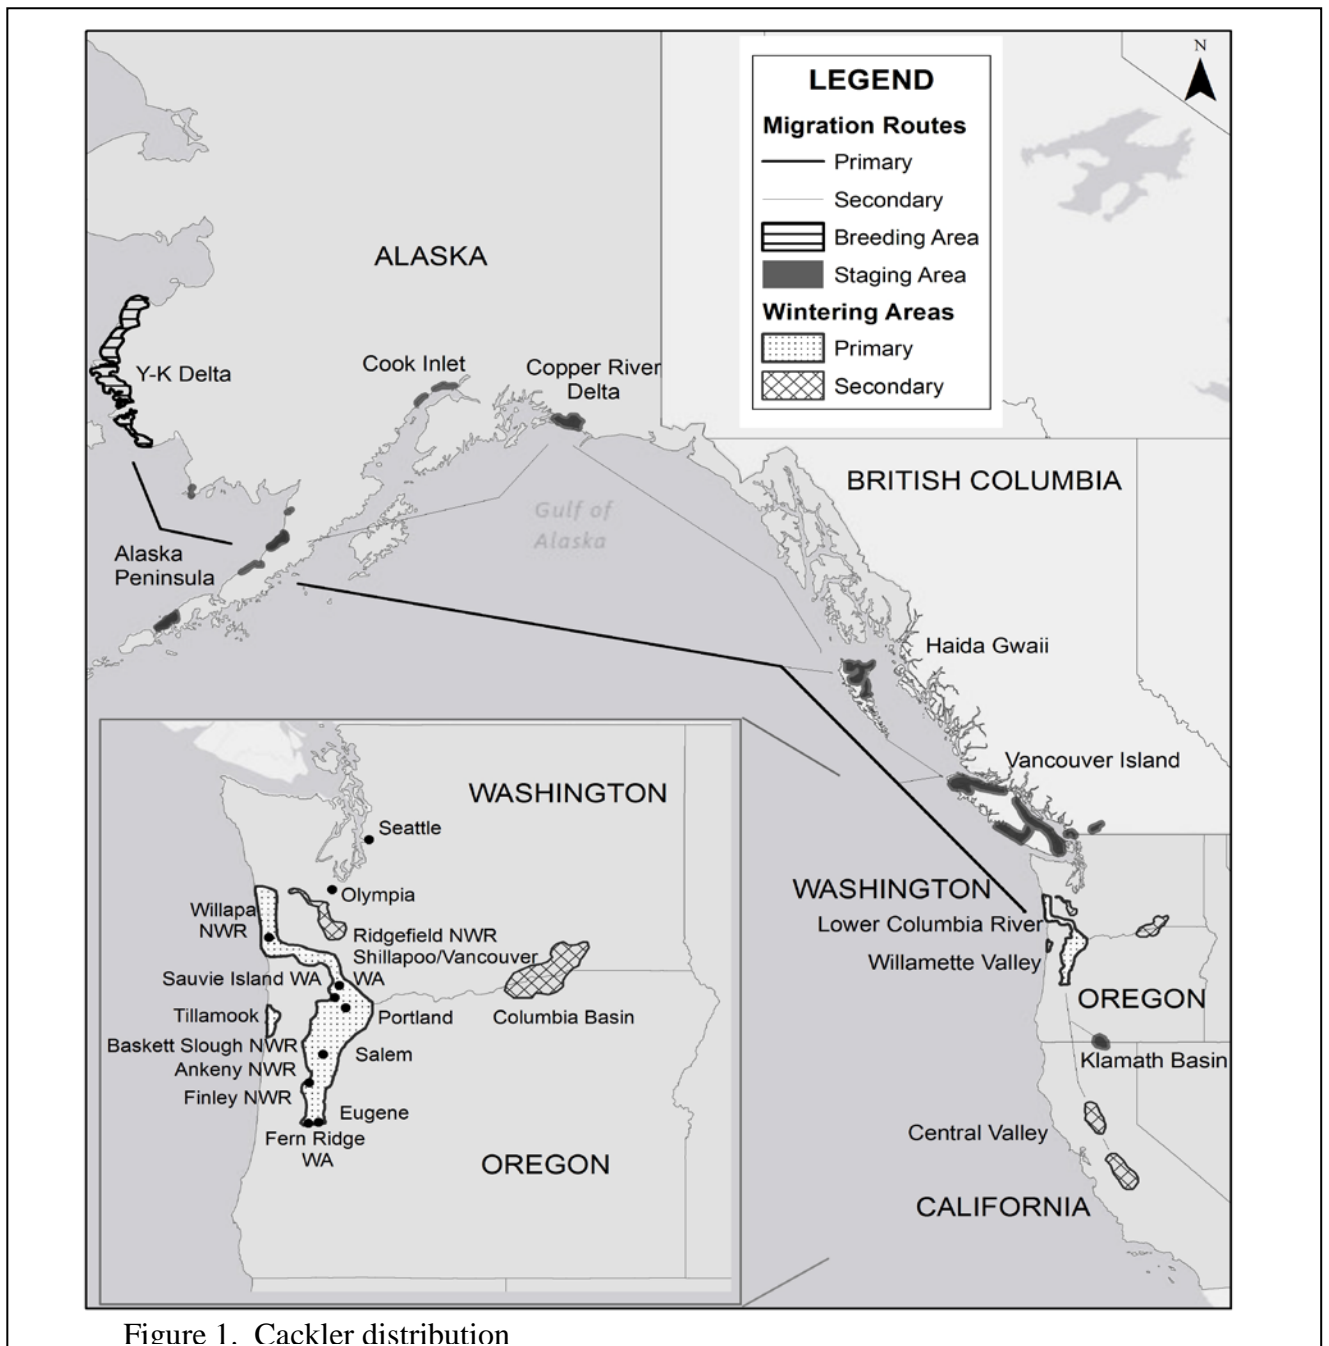 N
LEGEND
Migration Routes
Primary
Secondary
Breeding Area
Staging Area
Wintering Areas
Primary
Secondary
ALASKA
Y-K Delta
Cook Inlet
Copper River
Delta
BRITISH COLUMBIA
Gulf of
Alaska
Alaska
Peninsula
Haida Gwaii
Vancouver Island
WASHINGTON
Lower Columbia River
Willamette Valley
OREGON
Klamath Basin
Central Valley
CALIFORNIA
WASHINGTON
Seattle
Olympia
Willapa
NWR
Ridgefield NWR
Shillapoo/Vancouver
WA
Sauvie Island WA
Tillamook
Portland
Columbia Basin
Baskett Slough NWR
Salem
Ankeny NWR
Finley NWR
Eugene
Fern Ridge
WA
OREGON
Figure 1. Cackler distribution